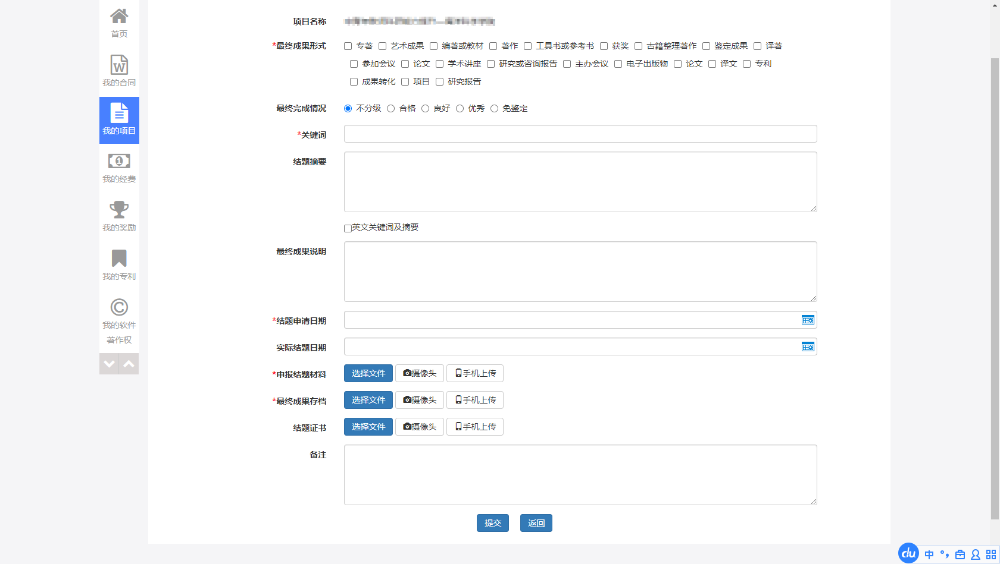 首页
我的合同
我的项目
我的经费
我的奖励
我的专利
我的软件
著作权
项目名称
*最终成果形式 专著 艺术成果 编著或教材 著作 工具书或参考书 获奖 古籍整理著作 鉴定成果 译著
参加会议 论文 学术讲座 研究或咨询报告 主办会议 电子出版物 论文 译文 专利
成果转化 项目 研究报告
最终完成情况 不分级 合格 良好 优秀 免鉴定
*关键词
结题摘要
英文关键词及摘要
最终成果说明
*结题申请日期
实际结题日期
*申报结题材料 选择文件 摄像头 手机上传
*最终成果存档 选择文件 摄像头 手机上传
结题证书 选择文件 摄像头 手机上传
备注
提交 返回
du 中